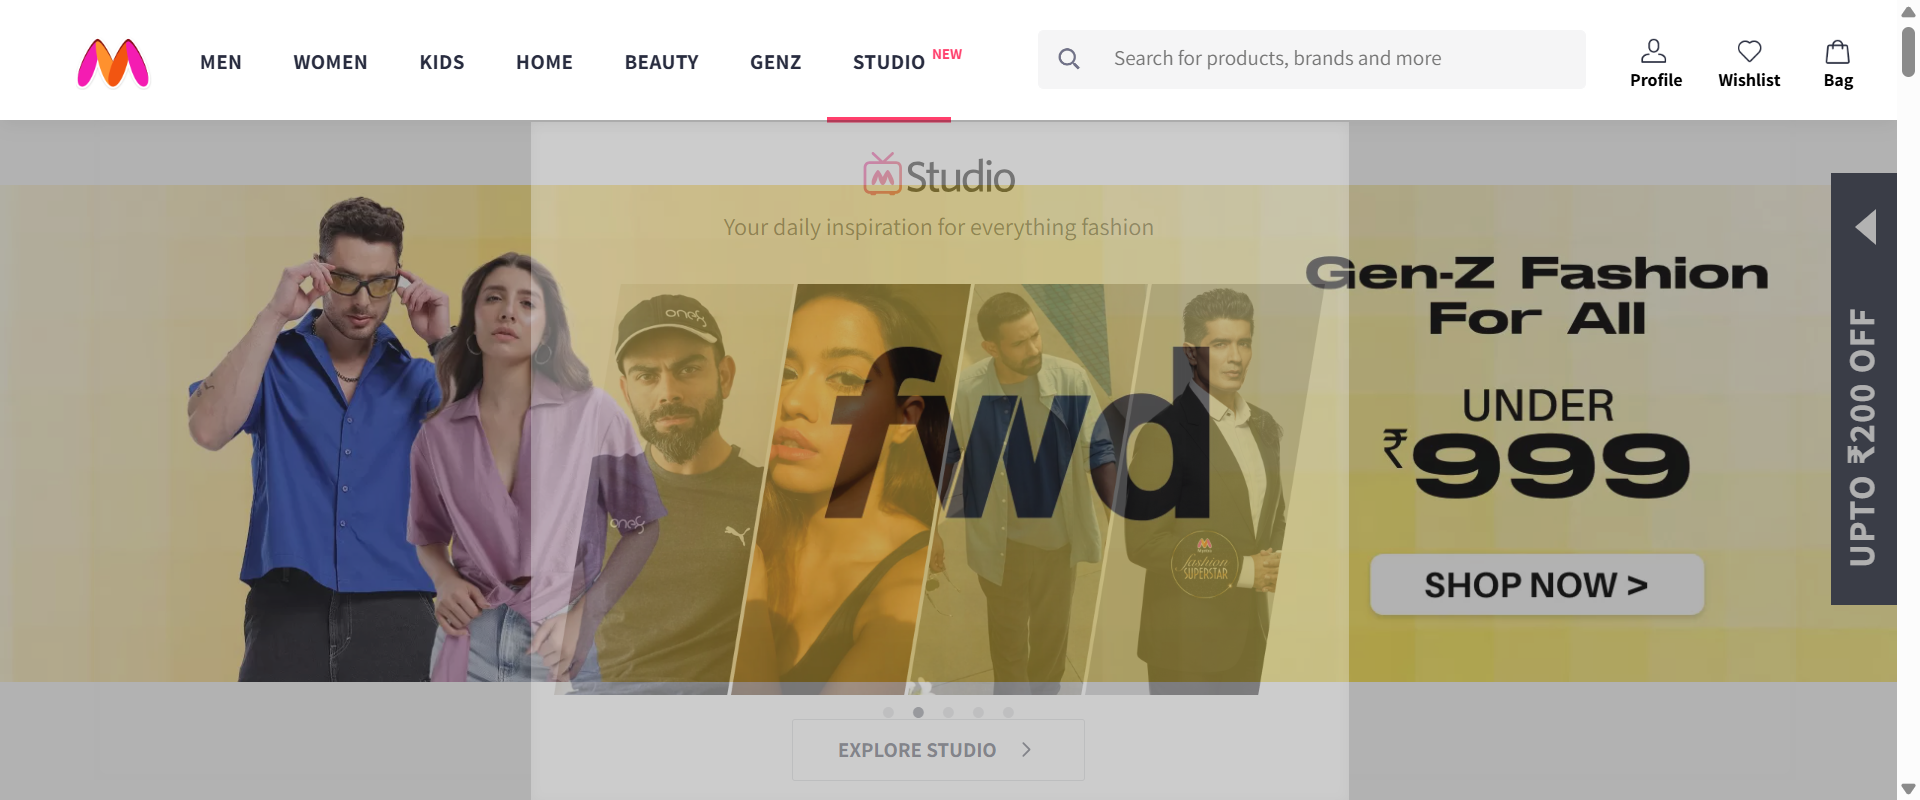 MEN WOMEN KIDS HOME BEAUTY GENZ STUDIO NEW
Search for products, brands and more
Profile Wishlist Bag
Studio
Your daily inspiration for everything fashion
Gen-Z Fashion
For All
UNDER
₹999
SHOP NOW >
fwd
one8
one8
fashion
SUPERSTAR
UPTO ₹200 OFF
EXPLORE STUDIO >